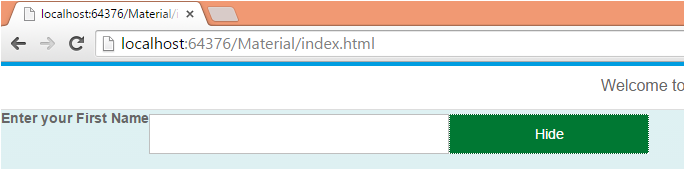 localhost:64376/Material/i
localhost:64376/Material/index.html
Welcome to
Enter your First Name
Hide